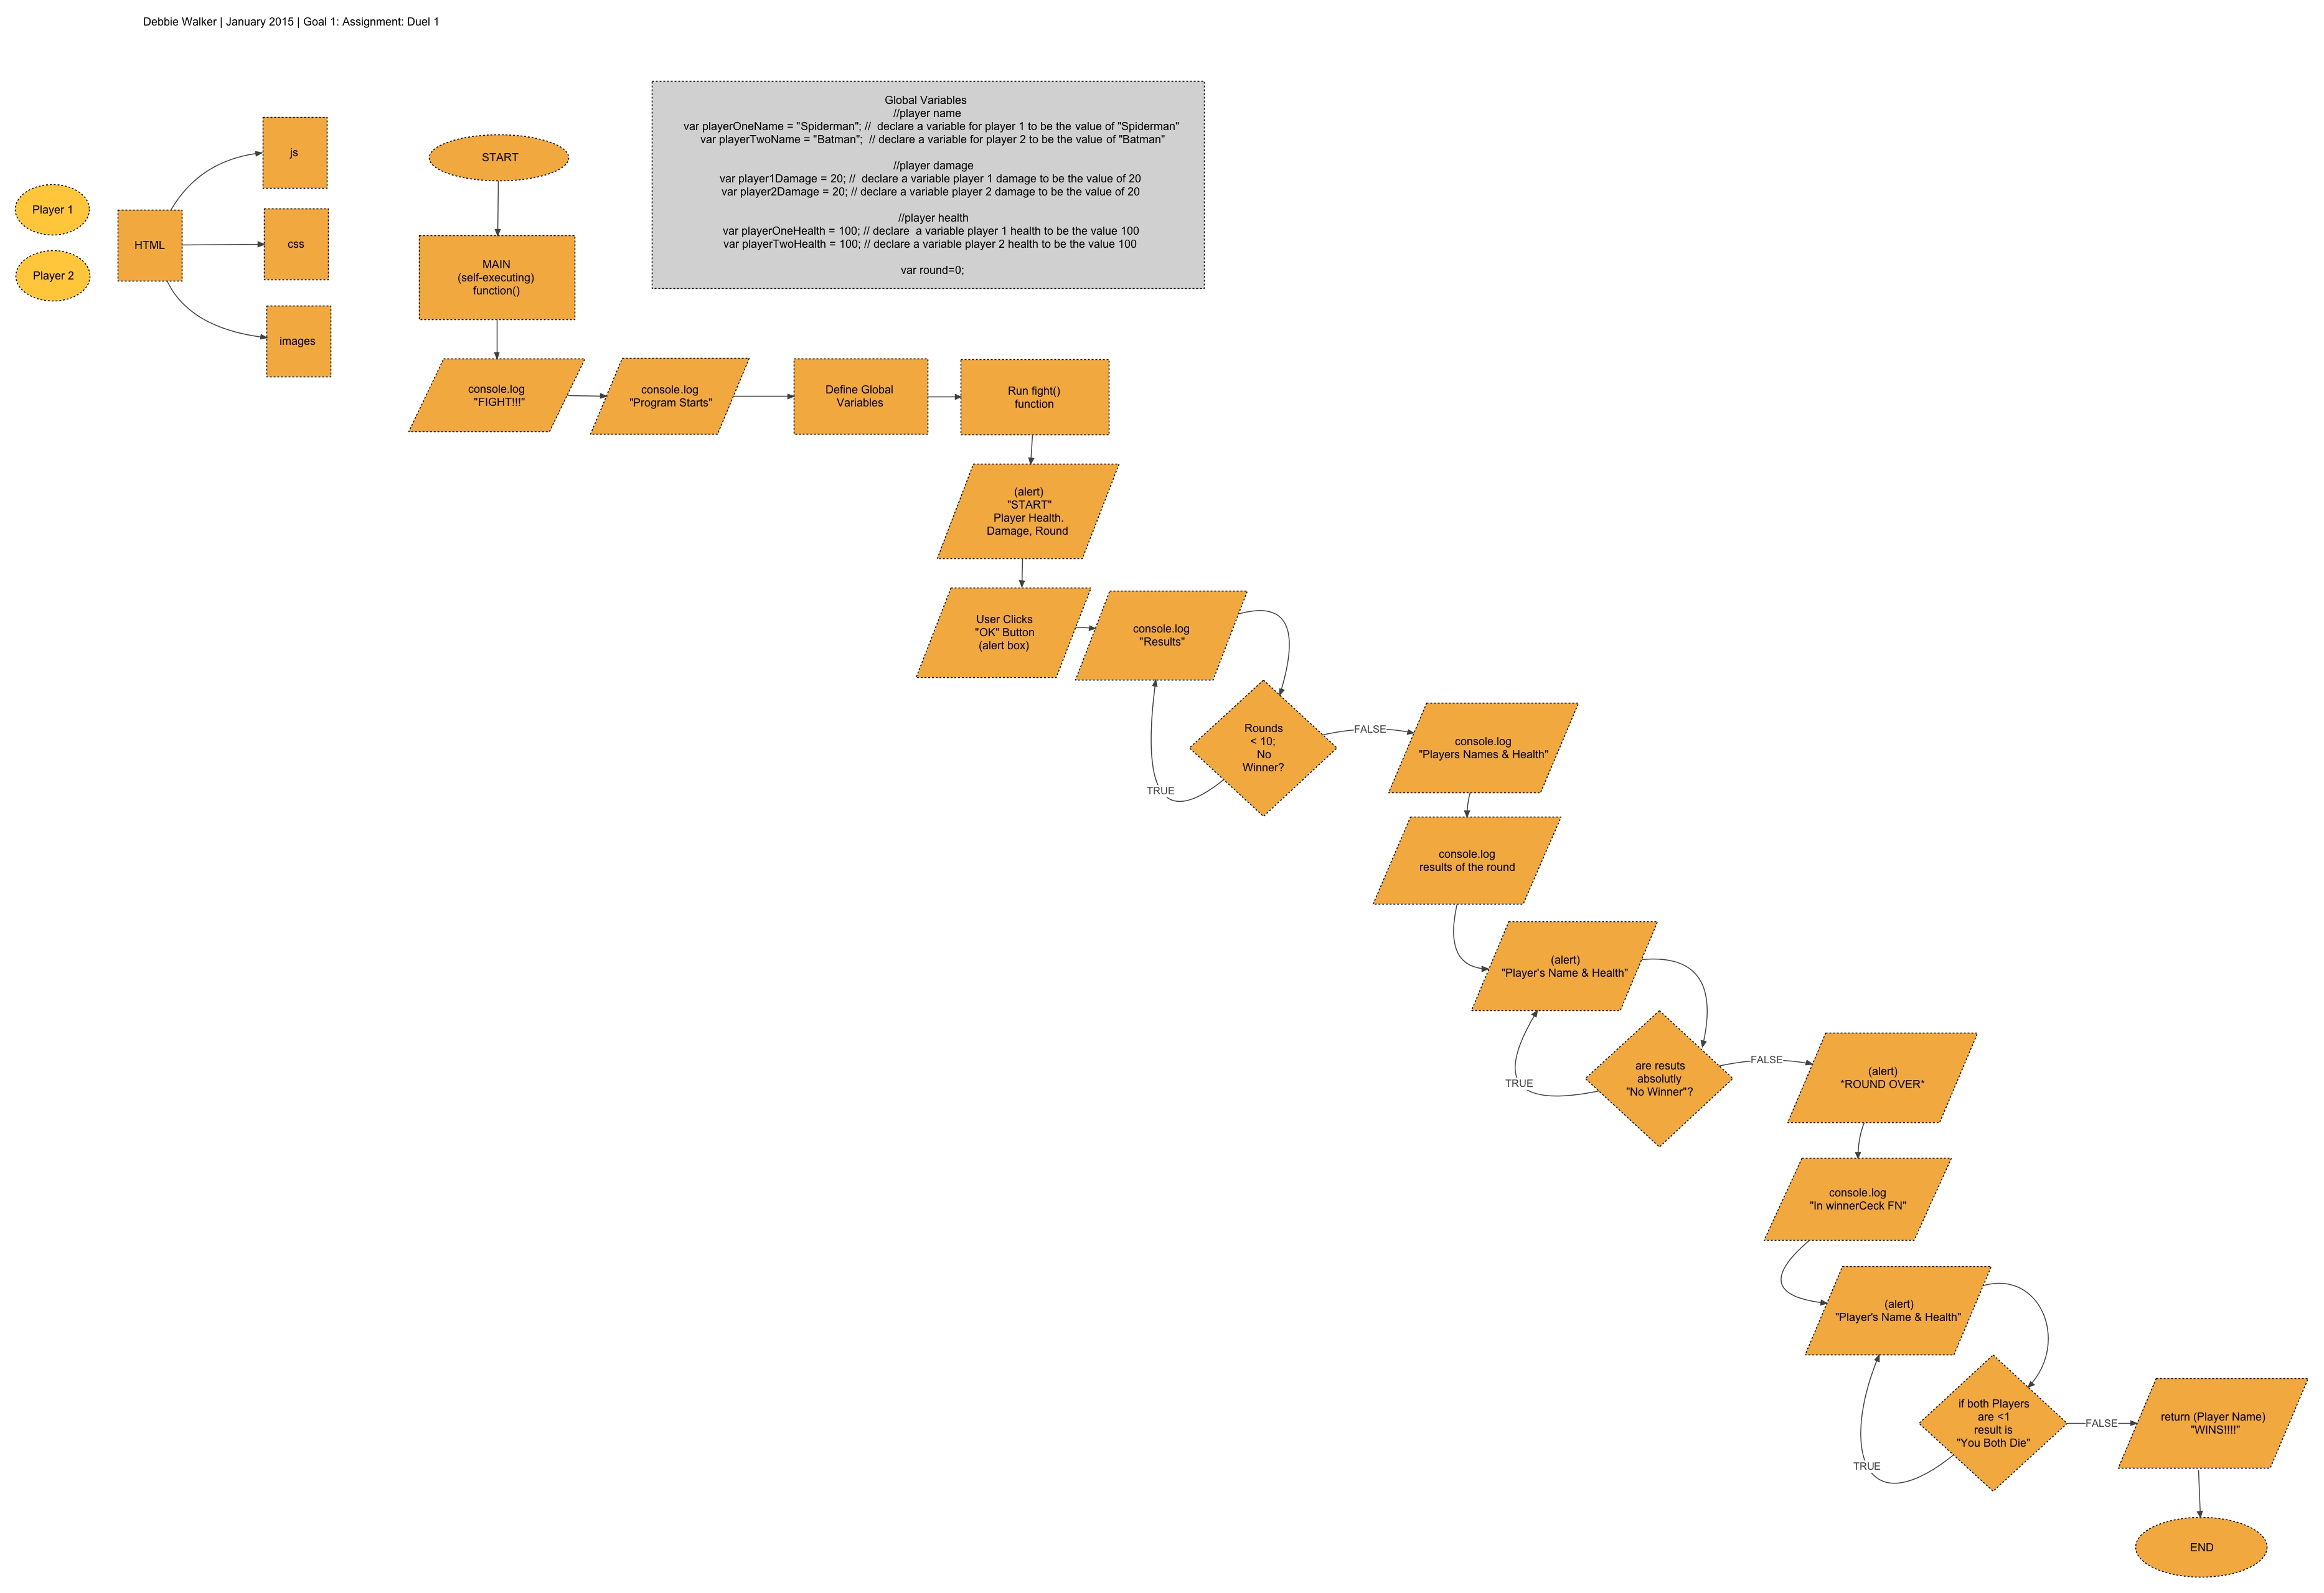 Debbie Walker | January 2015 | Goal 1: Assignment: Duel 1
Global Variables
//player name
var playerOneName = "Spiderman"; //  declare a variable for player 1 to be the value of "Spiderman"
var playerTwoName = "Batman";  // declare a variable for player 2 to be the value of "Batman"
//player damage
var player1Damage = 20; //  declare a variable player 1 damage to be the value of 20
var player2Damage = 20; // declare a variable player 2 damage to be the value of 20
//player health
var playerOneHealth = 100; // declare  a variable player 1 health to be the value 100
var playerTwoHealth = 100; // declare a variable player 2 health to be the value 100
var round=0;
Player 1
Player 2
HTML
js
css
images
START
MAIN
(self-executing)
function()
console.log
"FIGHT!!!"
console.log
"Program Starts"
Define Global
Variables
Run fight()
function
(alert)
"START"
Player Health.
Damage, Round
User Clicks
"OK" Button
(alert box)
console.log
"Results"
Rounds
< 10;
No
Winner?
TRUE
FALSE
console.log
"Players Names & Health"
console.log
results of the round
(alert)
"Player's Name & Health"
are resuts
absolutly
"No Winner"?
TRUE
FALSE
(alert)
*ROUND OVER*
console.log
"In winnerCeck FN"
(alert)
"Player's Name & Health"
if both Players
are <1
result is
"You Both Die"
TRUE
FALSE
return (Player Name)
"WINS!!!!"
END